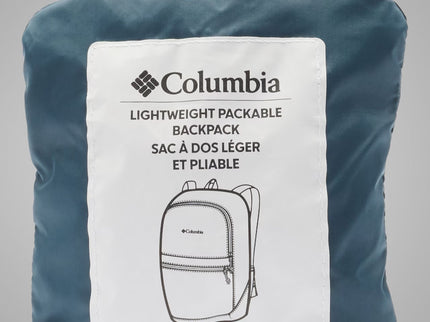 Columbia
LIGHTWEIGHT PACKABLE
BACKPACK
SAC À DOS LÉGER
ET PLIABLE
Columbia